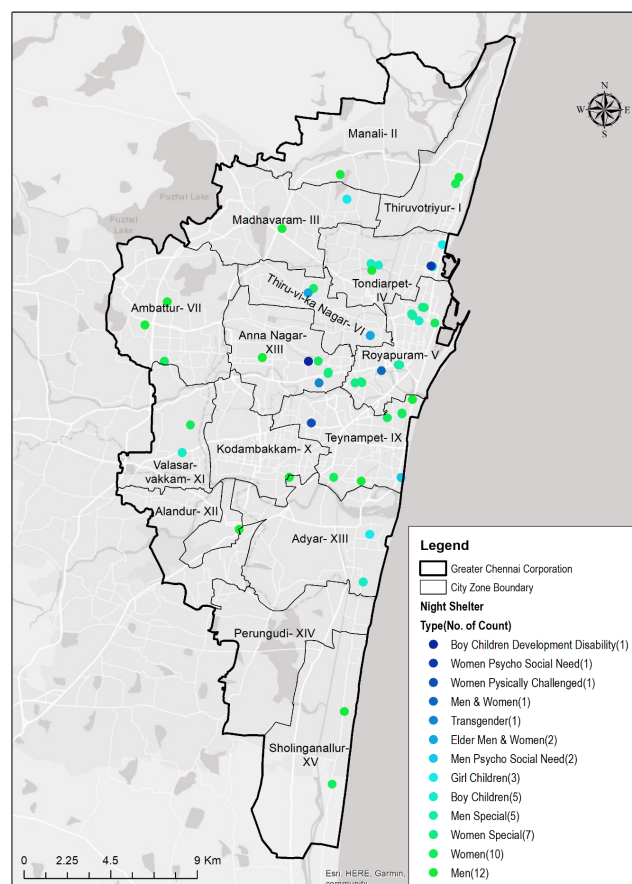 N
W E
S
Manali- II
Puzhal Lake
Thiruvotriyur- I
Puzhal
Lake
Madhavaram- III
Tondiarpet-
IV
Thiru-vi-ka Nagar- VI
Ambattur- VII
Anna Nagar-
XIII
Royapuram- V
Teynampet- IX
Kodambakkam- X
Valasar-
vakkam- XI
Alandur- XII
Adyar- XIII
Perungudi- XIV
Sholinganallur-
XV
Legend
Greater Chennai Corporation
City Zone Boundary
Night Shelter
Type(No. of Count)
Boy Children Development Disability(1)
Women Psycho Social Need(1)
Women Pysically Challenged(1)
Men & Women(1)
Transgender(1)
Elder Men & Women(2)
Men Psycho Social Need(2)
Girl Children(3)
Boy Children(5)
Men Special(5)
Women Special(7)
Women(10)
Men(12)
0 2.25 4.5 9 Km
Esri, HERE, Garmin,
community